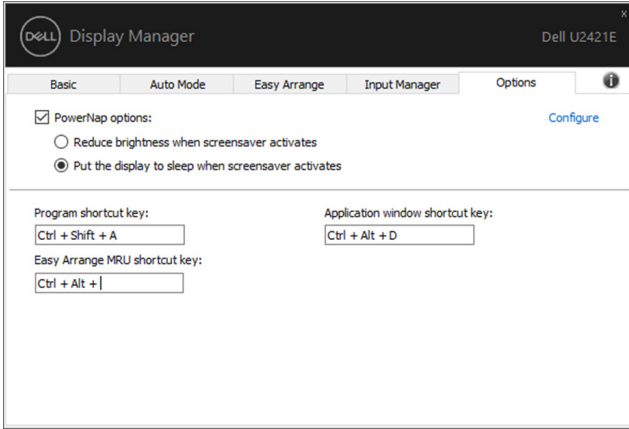 x
DELL Display Manager Dell U2421E
Basic Auto Mode Easy Arrange Input Manager Options i
PowerNap options: Configure
Reduce brightness when screensaver activates
Put the display to sleep when screensaver activates
Program shortcut key: Application window shortcut key:
Ctrl + Shift + A Ctrl + Alt + D
Easy Arrange MRU shortcut key:
Ctrl + Alt +